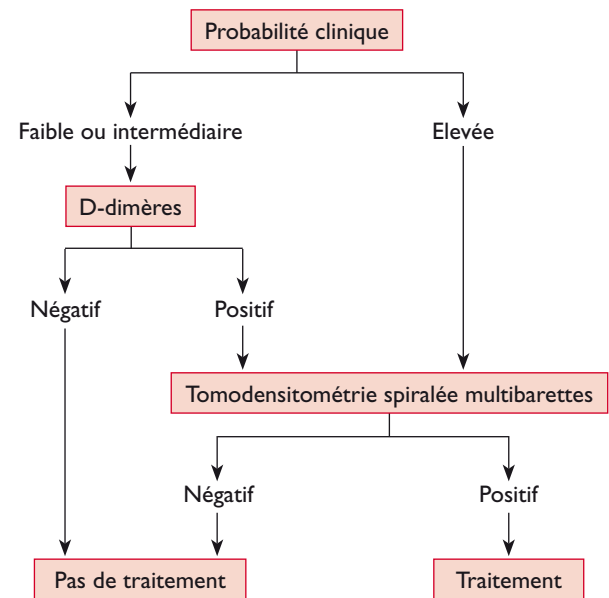 Probabilité clinique
Faible ou intermédiaire
Elevée
D-dimères
Négatif
Positif
Tomodensitométrie spiralée multibarettes
Négatif
Positif
Pas de traitement
Traitement